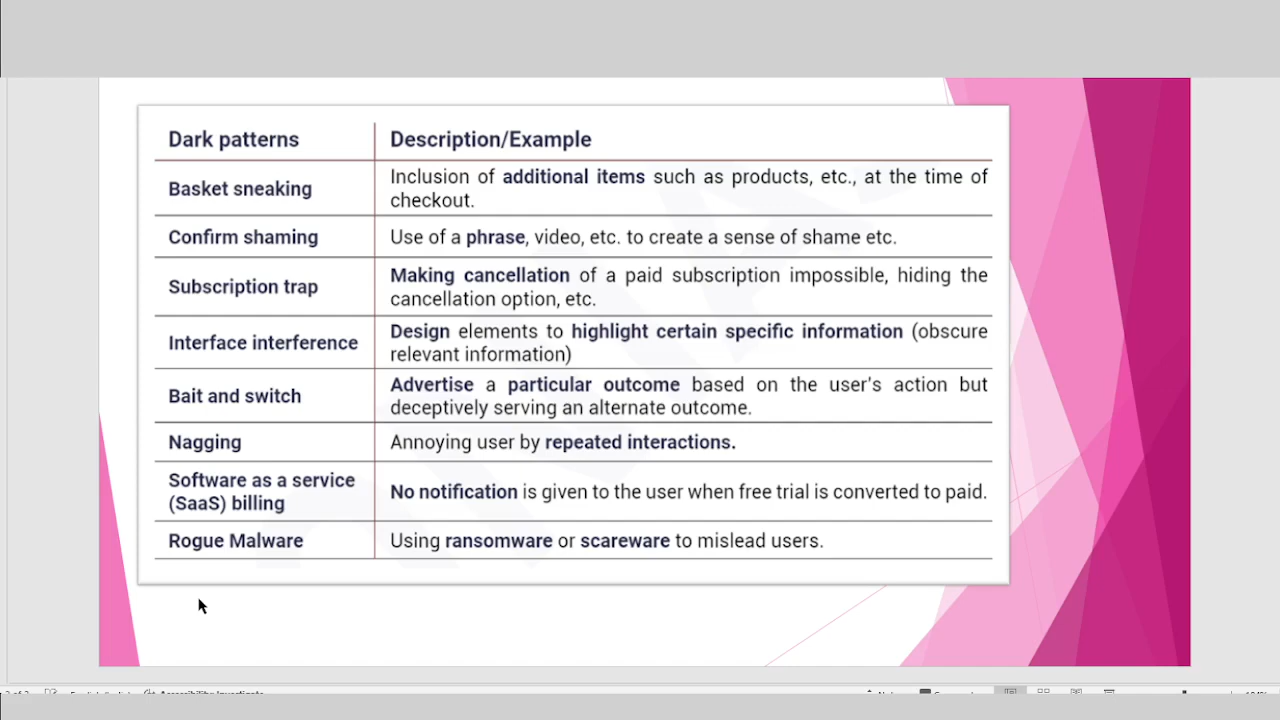 Dark patterns
Description/Example
Basket sneaking
Inclusion of additional items such as products, etc., at the time of
checkout.
Confirm shaming
Use of a phrase, video, etc. to create a sense of shame etc.
Subscription trap
Making cancellation of a paid subscription impossible, hiding the
cancellation option, etc.
Interface interference
Design elements to highlight certain specific information (obscure
relevant information)
Bait and switch
Advertise a particular outcome based on the user's action but
deceptively serving an alternate outcome.
Nagging
Annoying user by repeated interactions.
Software as a service
(SaaS) billing
No notification is given to the user when free trial is converted to paid.
Rogue Malware
Using ransomware or scareware to mislead users.